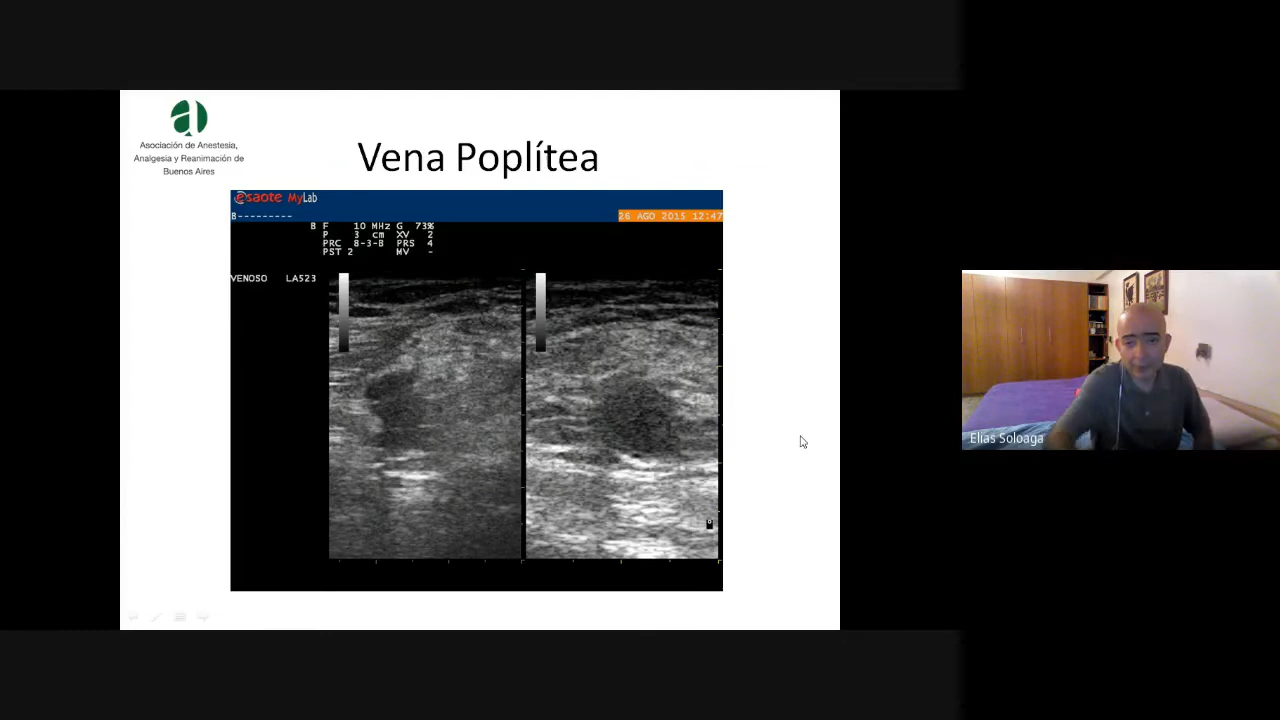 Asociación de Anestesia,
Analgesia y Reanimación de
Buenos Aires
Vena Poplítea
esaote MyLab
B---------
26 AGO 2015 12:47
B F 10 MHz G 73%
P 3 cm XV 2
PRC 8-3-B PRS 4
PST 2 MV -
VENOSO LA523
Elias Soloaga